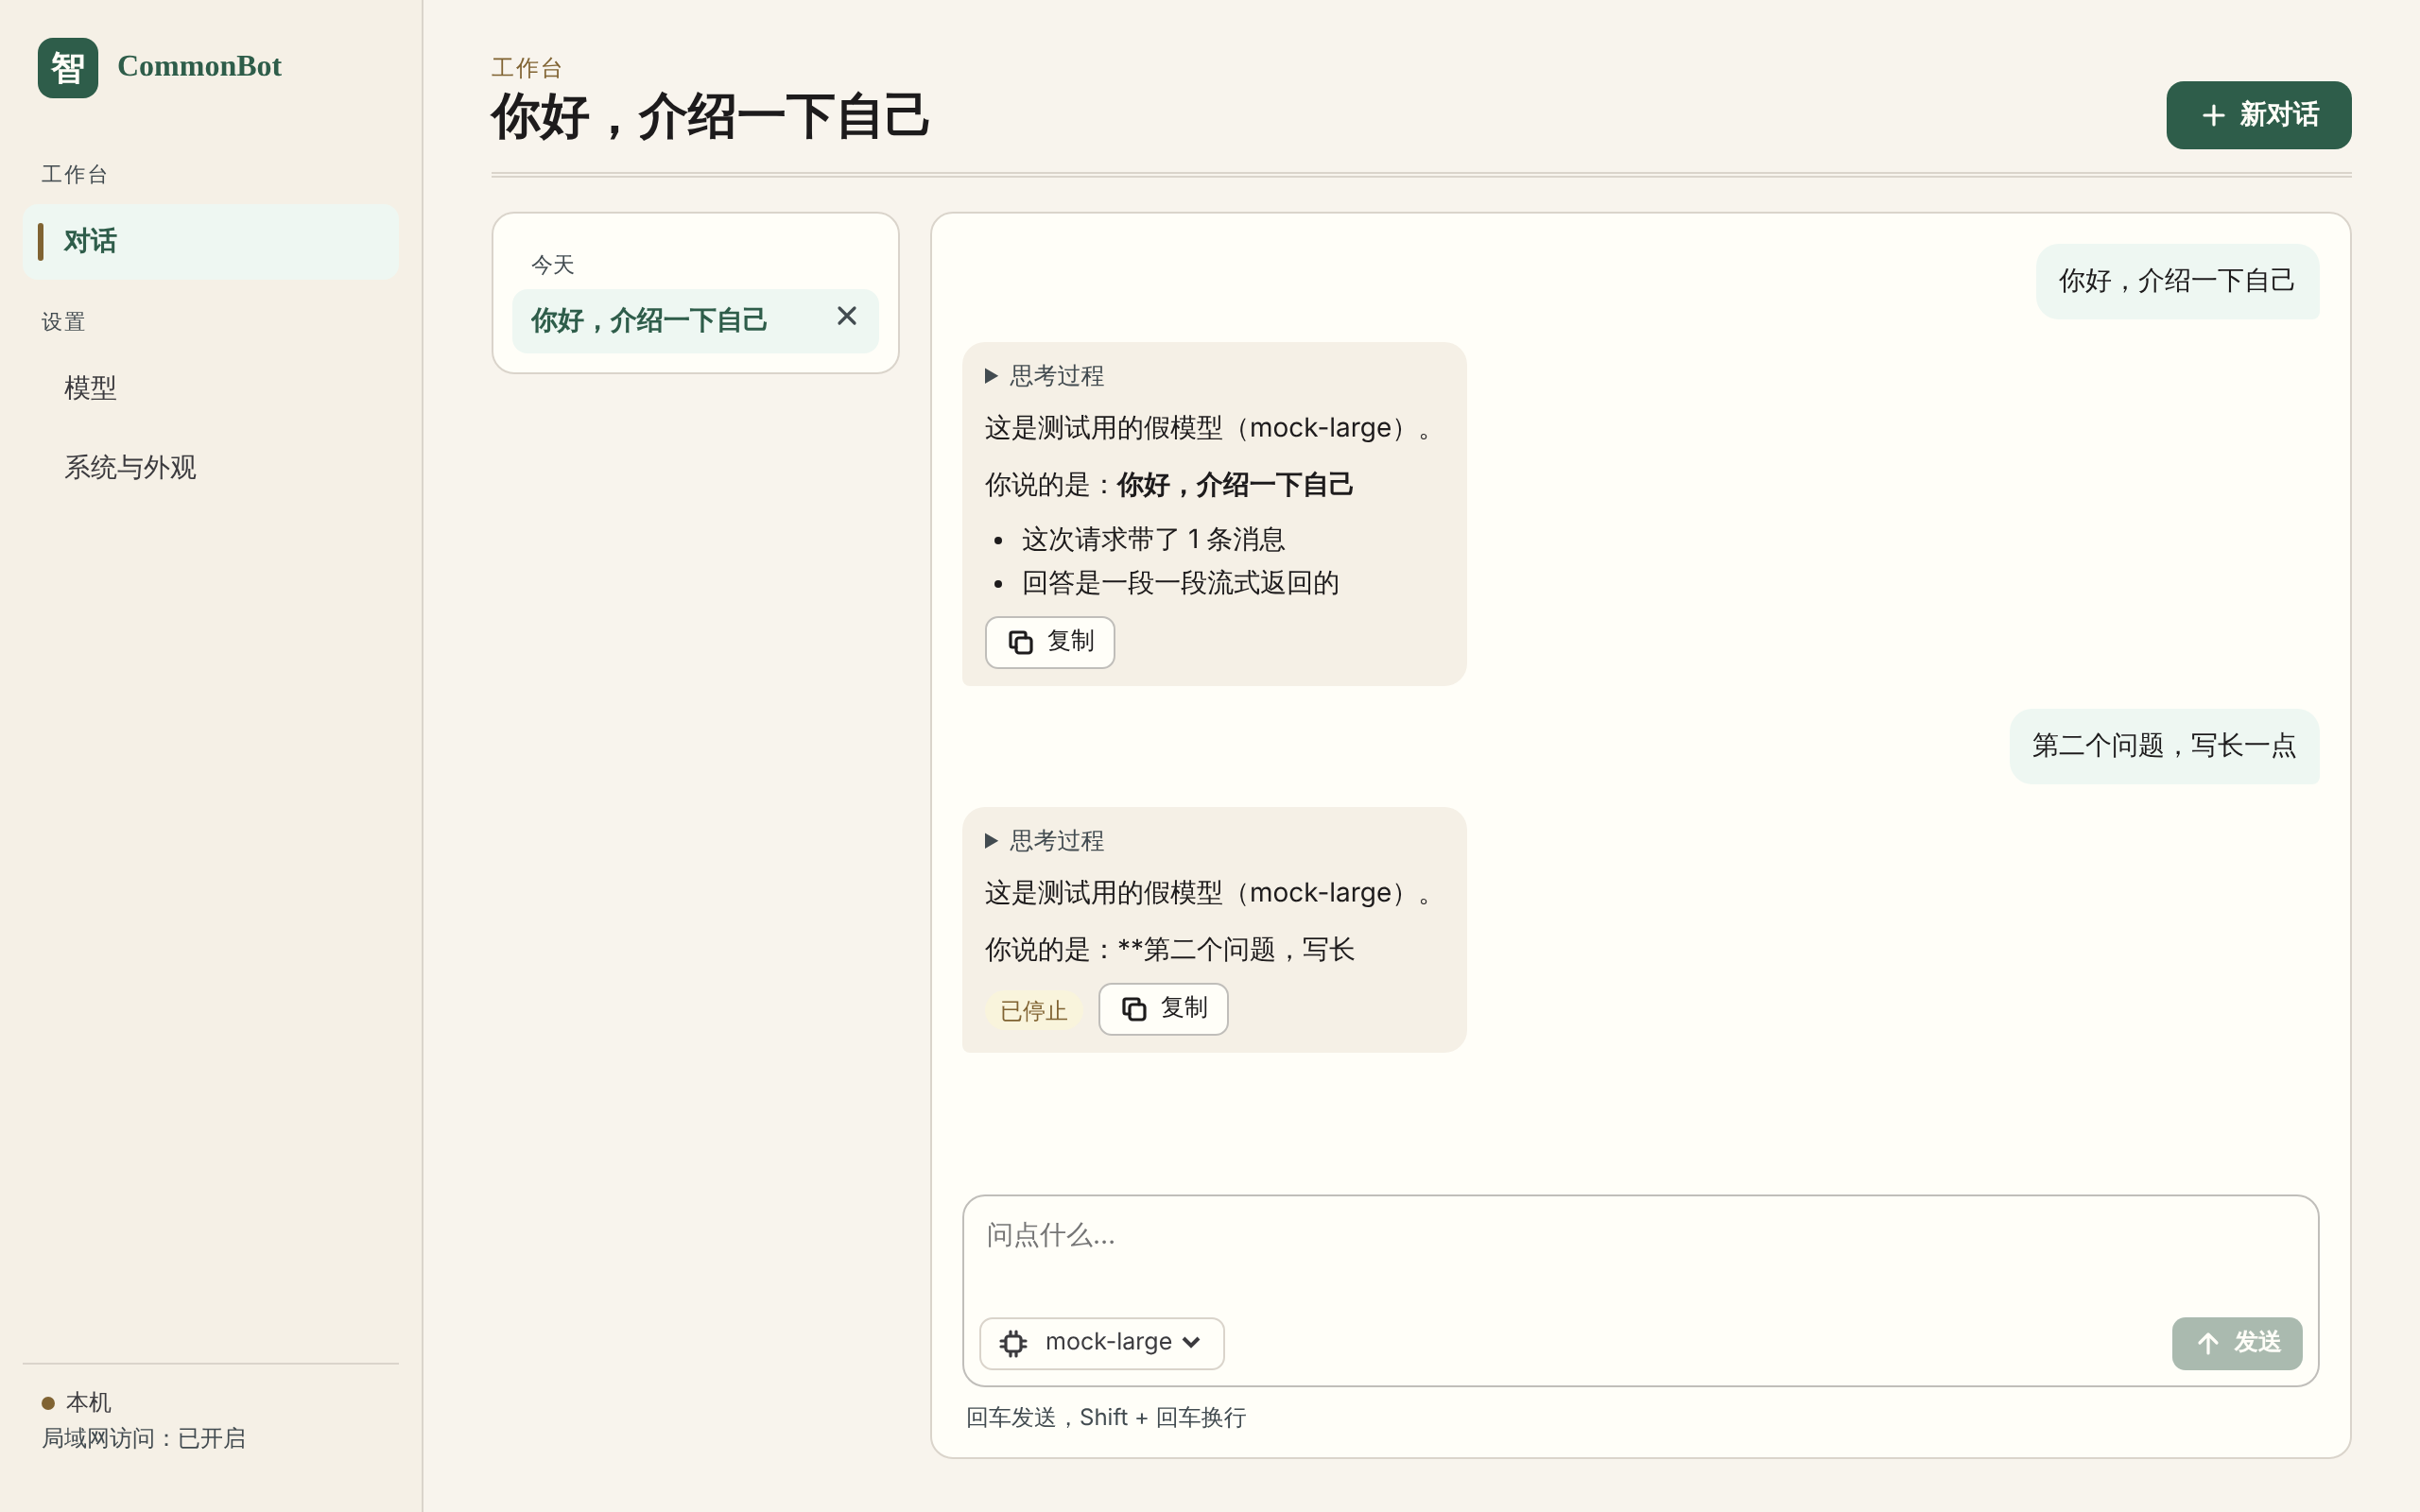 智 CommonBot
工作台
对话
设置
模型
系统与外观
本机
局域网访问：已开启
工作台
你好，介绍一下自己
新对话
今天
你好，介绍一下自己
你好，介绍一下自己
思考过程
这是测试用的假模型（mock-large）。
你说的是：你好，介绍一下自己
• 这次请求带了 1 条消息
• 回答是一段一段流式返回的
复制
第二个问题，写长一点
思考过程
这是测试用的假模型（mock-large）。
你说的是：**第二个问题，写长
已停止 复制
问点什么...
mock-large 发送
回车发送，Shift + 回车换行